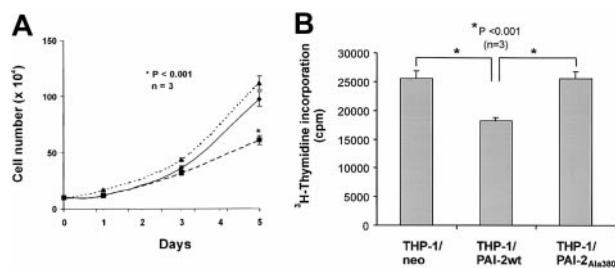 A
Cell number (x 10⁴)
150
100
50
0
* P < 0.001
n = 3
*
0
1
3
5
Days
B
³H-Thymidine incorporation
(cpm)
30000
25000
20000
15000
10000
5000
0
* P <0.001
(n=3)
*
*
THP-1/
neo
THP-1/
PAI-2wt
THP-1/
PAI-2Ala380